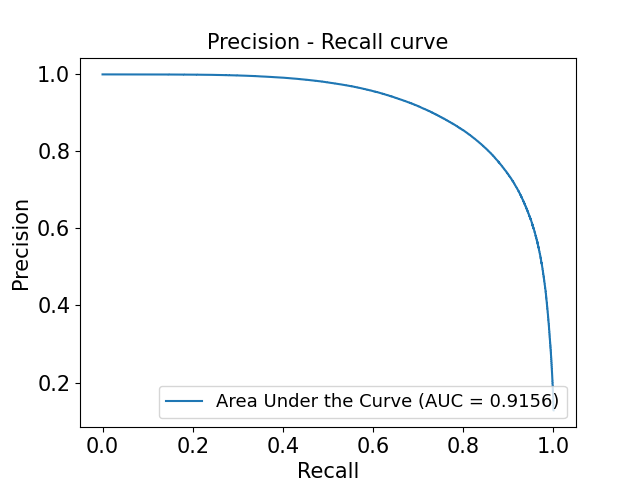 Precision - Recall curve
1.0
0.8
0.6
0.4
0.2
Precision
Area Under the Curve (AUC = 0.9156)
0.0 0.2 0.4 0.6 0.8 1.0
Recall